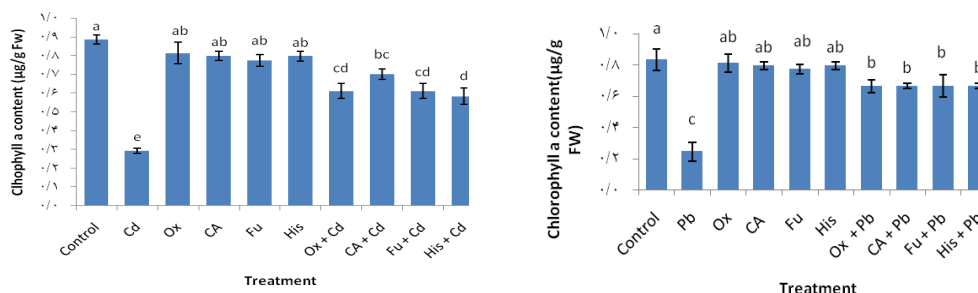 Clhophyll a content (µg/g Fw)
۱/۰
۰/۹
۰/۸
۰/۷
۰/۶
۰/۵
۰/۴
۰/۳
۰/۲
۰/۱
۰/۰
a
e
ab
ab
ab
ab
cd
bc
cd
d
Control
Cd
Ox
CA
Fu
His
Ox + Cd
CA + Cd
Fu + Cd
His + Cd
Treatment
Chlorophyll a content(µg/g
FW)
۱/۰
۰/۸
۰/۶
۰/۴
۰/۲
۰/۰
a
c
ab
ab
ab
ab
b
b
b
b
Control
Pb
Ox
CA
Fu
His
Ox + Pb
CA + Pb
Fu + Pb
His + Pb
Treatment